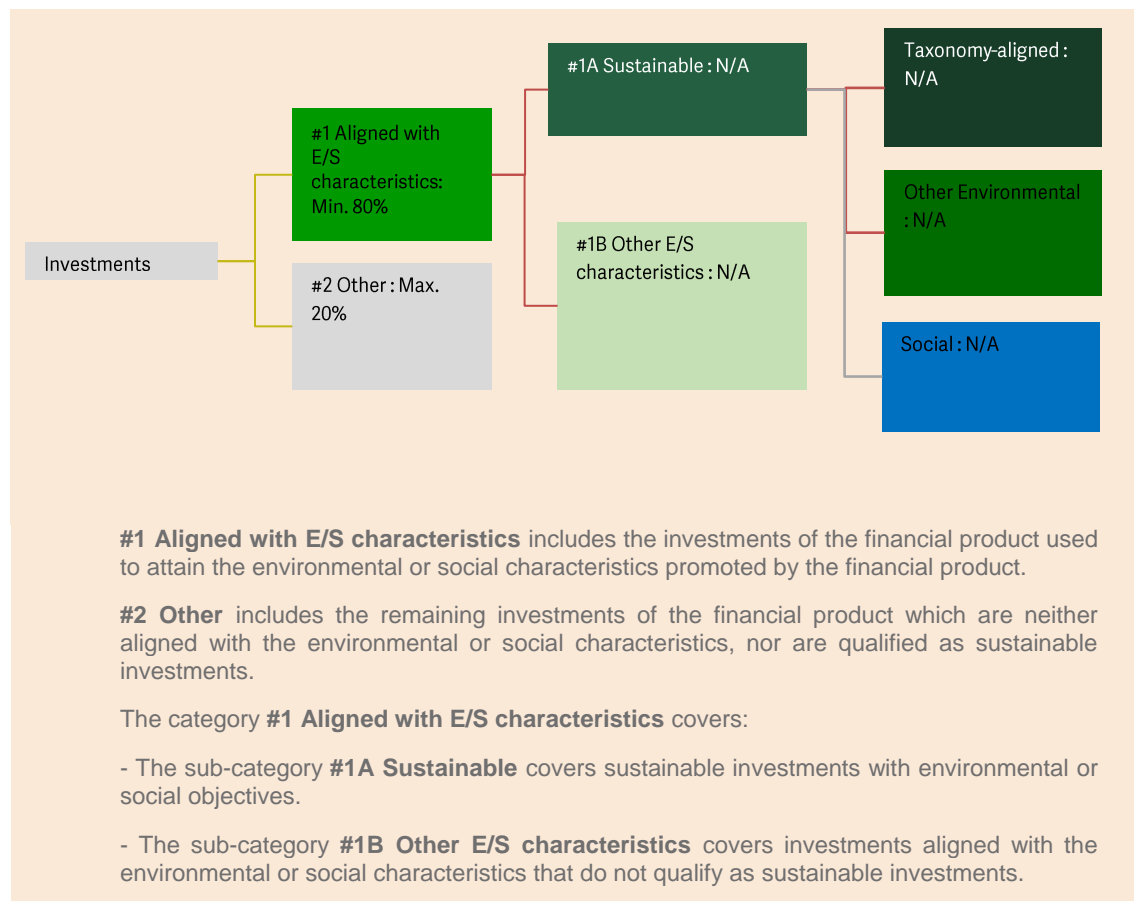 Investments
#1 Aligned with
E/S
characteristics:
Min. 80%
#2 Other : Max.
20%
#1A Sustainable : N/A
#1B Other E/S
characteristics : N/A
Taxonomy-aligned :
N/A
Other Environmental
: N/A
Social : N/A
#1 Aligned with E/S characteristics includes the investments of the financial product used
to attain the environmental or social characteristics promoted by the financial product.
#2 Other includes the remaining investments of the financial product which are neither
aligned with the environmental or social characteristics, nor are qualified as sustainable
investments.
The category #1 Aligned with E/S characteristics covers:
- The sub-category #1A Sustainable covers sustainable investments with environmental or
social objectives.
- The sub-category #1B Other E/S characteristics covers investments aligned with the
environmental or social characteristics that do not qualify as sustainable investments.